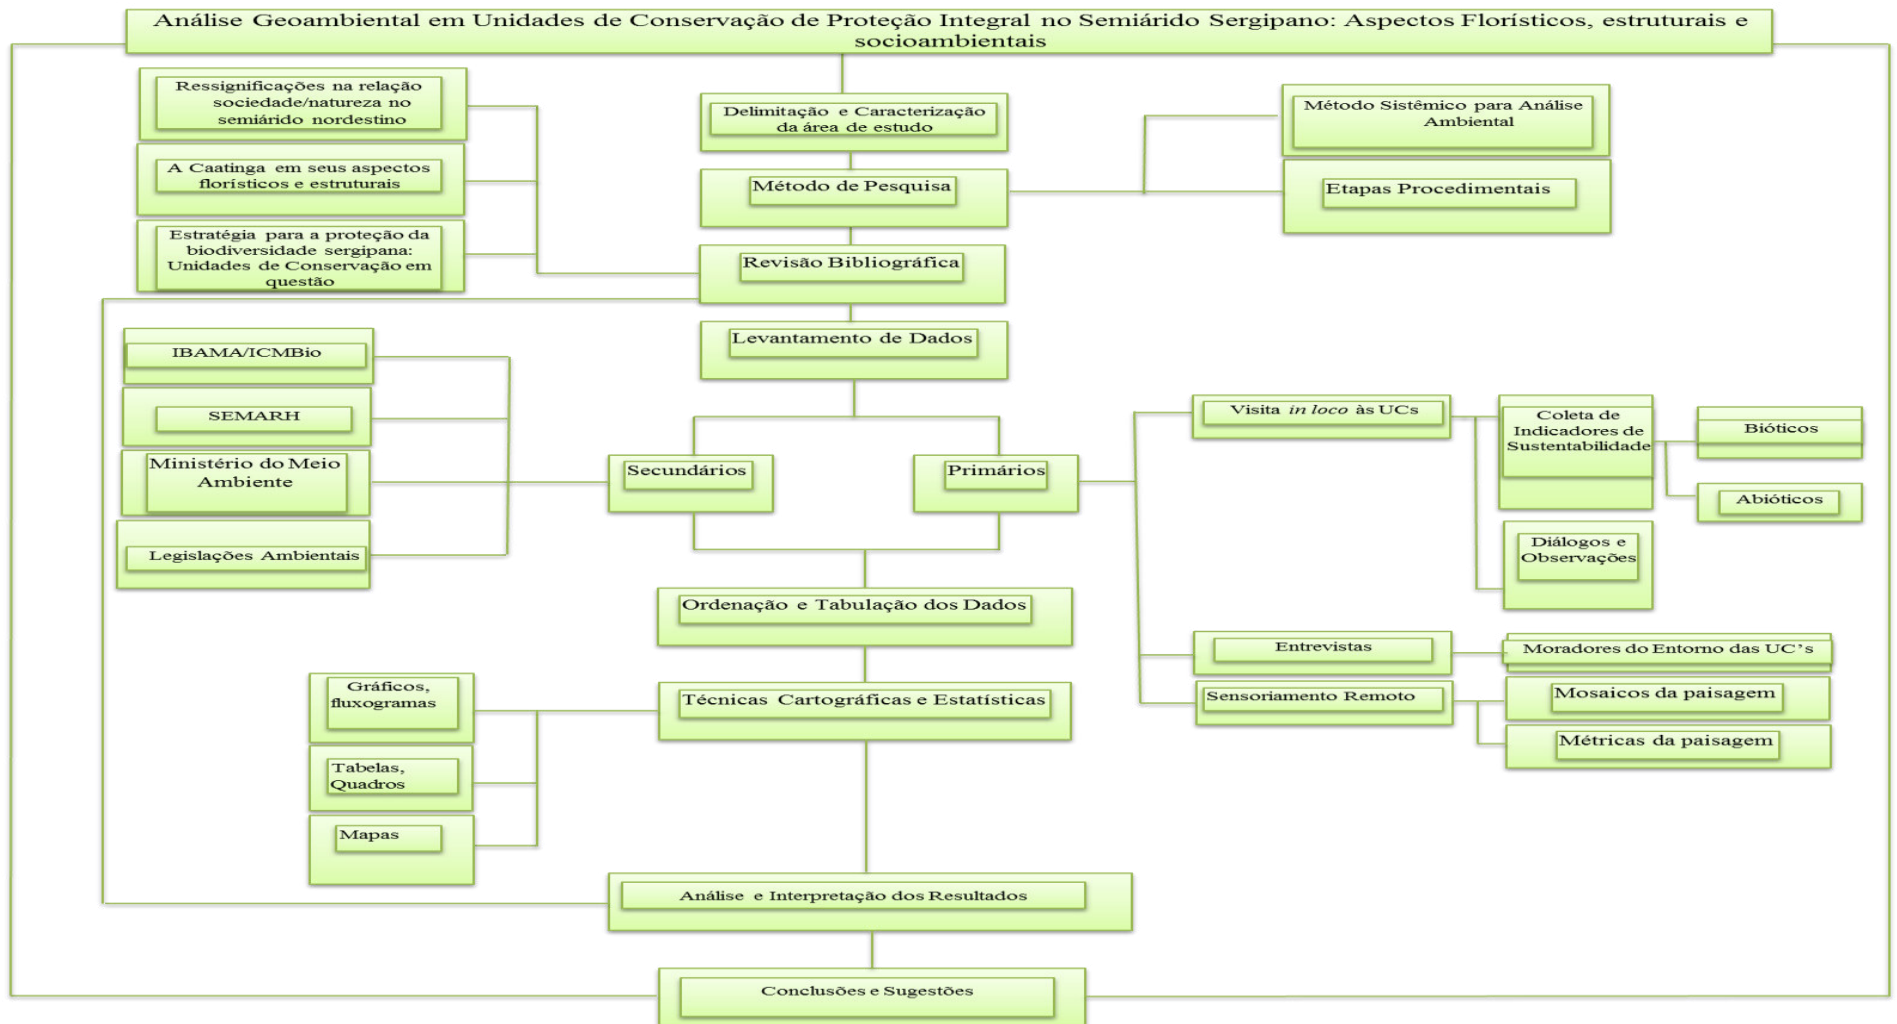 Análise Geoambiental em Unidades de Conservação de Proteção Integral no Semiárido Sergipano: Aspectos Florísticos, estruturais e
socioambientais
Ressignificações na relação
sociedade/natureza no
semiárido nordestino
A Caatinga em seus aspectos
florísticos e estruturais
Estratégia para a proteção da
biodiversidade sergipana:
Unidades de Conservação em
questão
Delimitação e Caracterização
da área de estudo
Método de Pesquisa
Revisão Bibliográfica
Método Sistêmico para Análise
Ambiental
Etapas Procedimentais
Levantamento de Dados
IBAMA/ICMBio
SEMARH
Ministério do Meio
Ambiente
Legislações Ambientais
Secundários
Primários
Visita in loco às UCs
Coleta de
Indicadores de
Sustentabilidade
Bióticos
Abióticos
Diálogos e
Observações
Entrevistas
Moradores do Entorno das UC’s
Sensoriamento Remoto
Mosaicos da paisagem
Métricas da paisagem
Ordenação e Tabulação dos Dados
Técnicas Cartográficas e Estatísticas
Gráficos,
fluxogramas
Tabelas,
Quadros
Mapas
Análise e Interpretação dos Resultados
Conclusões e Sugestões